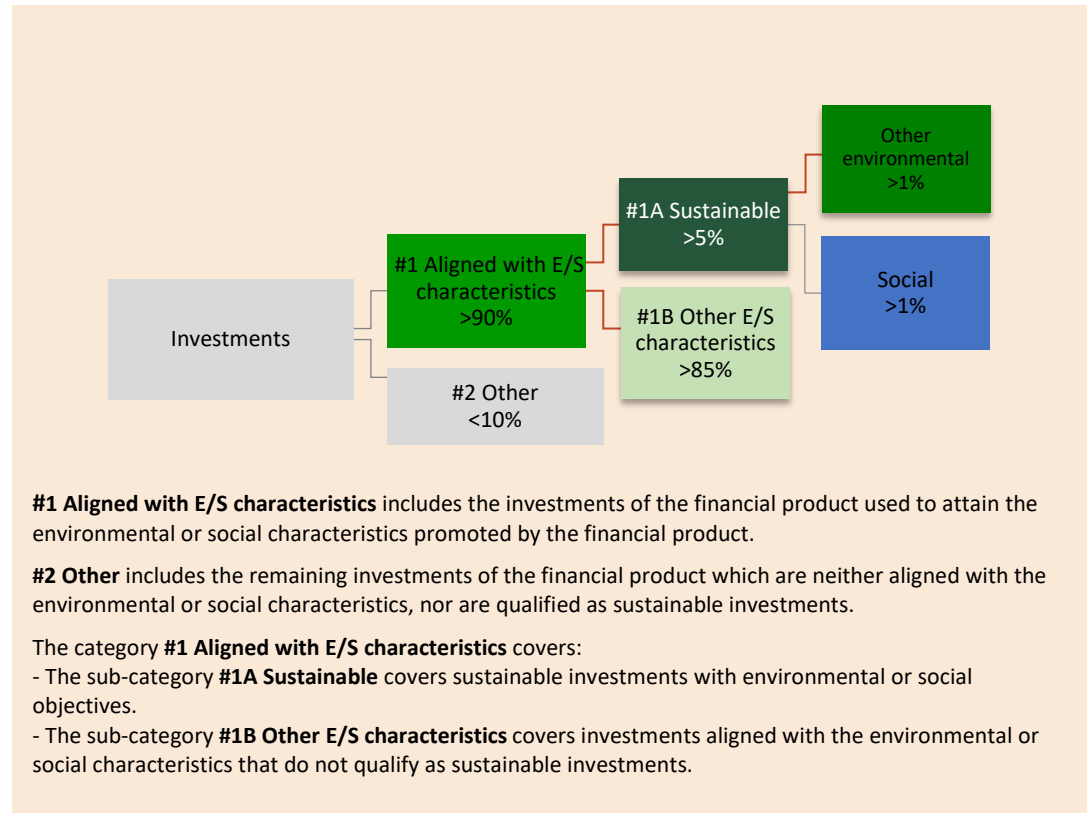 Other
environmental
>1%
#1A Sustainable
>5%
#1 Aligned with E/S
characteristics
>90%
Social
>1%
Investments
#1B Other E/S
characteristics
>85%
#2 Other
<10%
#1 Aligned with E/S characteristics includes the investments of the financial product used to attain the
environmental or social characteristics promoted by the financial product.
#2 Other includes the remaining investments of the financial product which are neither aligned with the
environmental or social characteristics, nor are qualified as sustainable investments.
The category #1 Aligned with E/S characteristics covers:
- The sub-category #1A Sustainable covers sustainable investments with environmental or social
objectives.
- The sub-category #1B Other E/S characteristics covers investments aligned with the environmental or
social characteristics that do not qualify as sustainable investments.